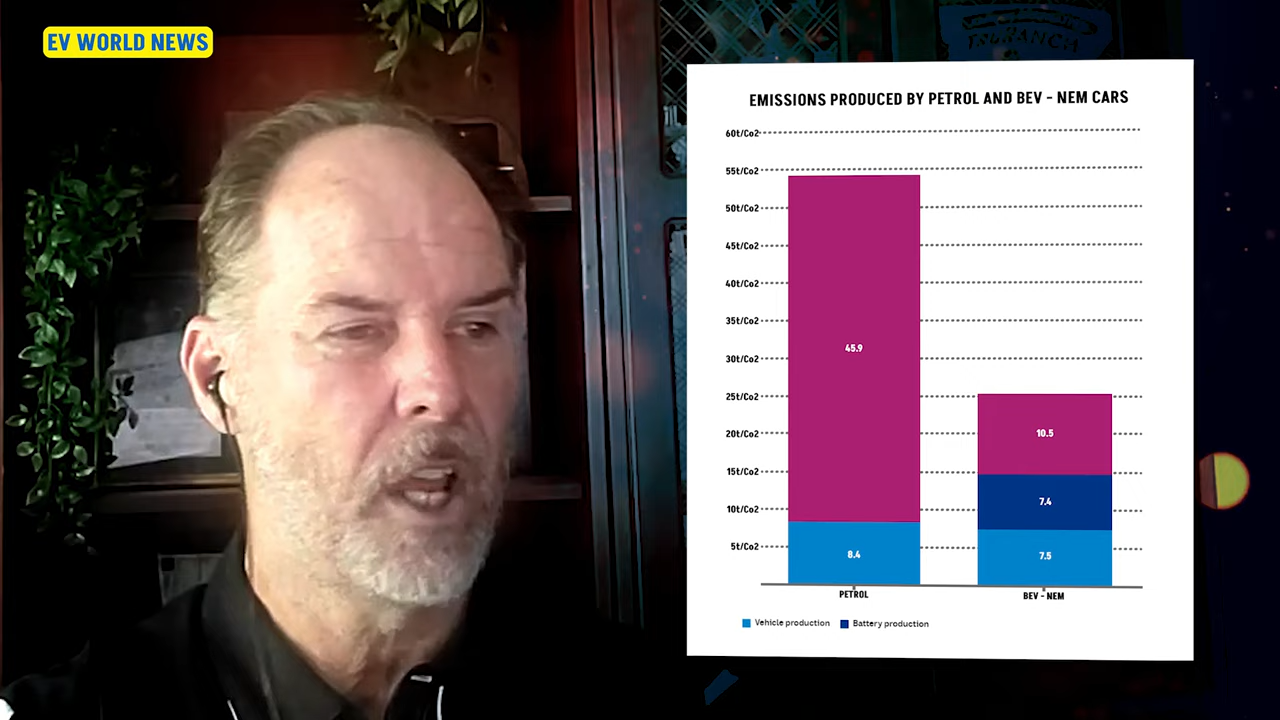 EV WORLD NEWS
EMISSIONS PRODUCED BY PETROL AND BEV - NEM CARS
60t/Co2
55t/Co2
50t/Co2
45t/Co2
40t/Co2
35t/Co2
30t/Co2
25t/Co2
20t/Co2
15t/Co2
10t/Co2
5t/Co2
45.9
8.4
10.5
7.4
7.5
PETROL
BEV - NEM
Vehicle production
Battery production